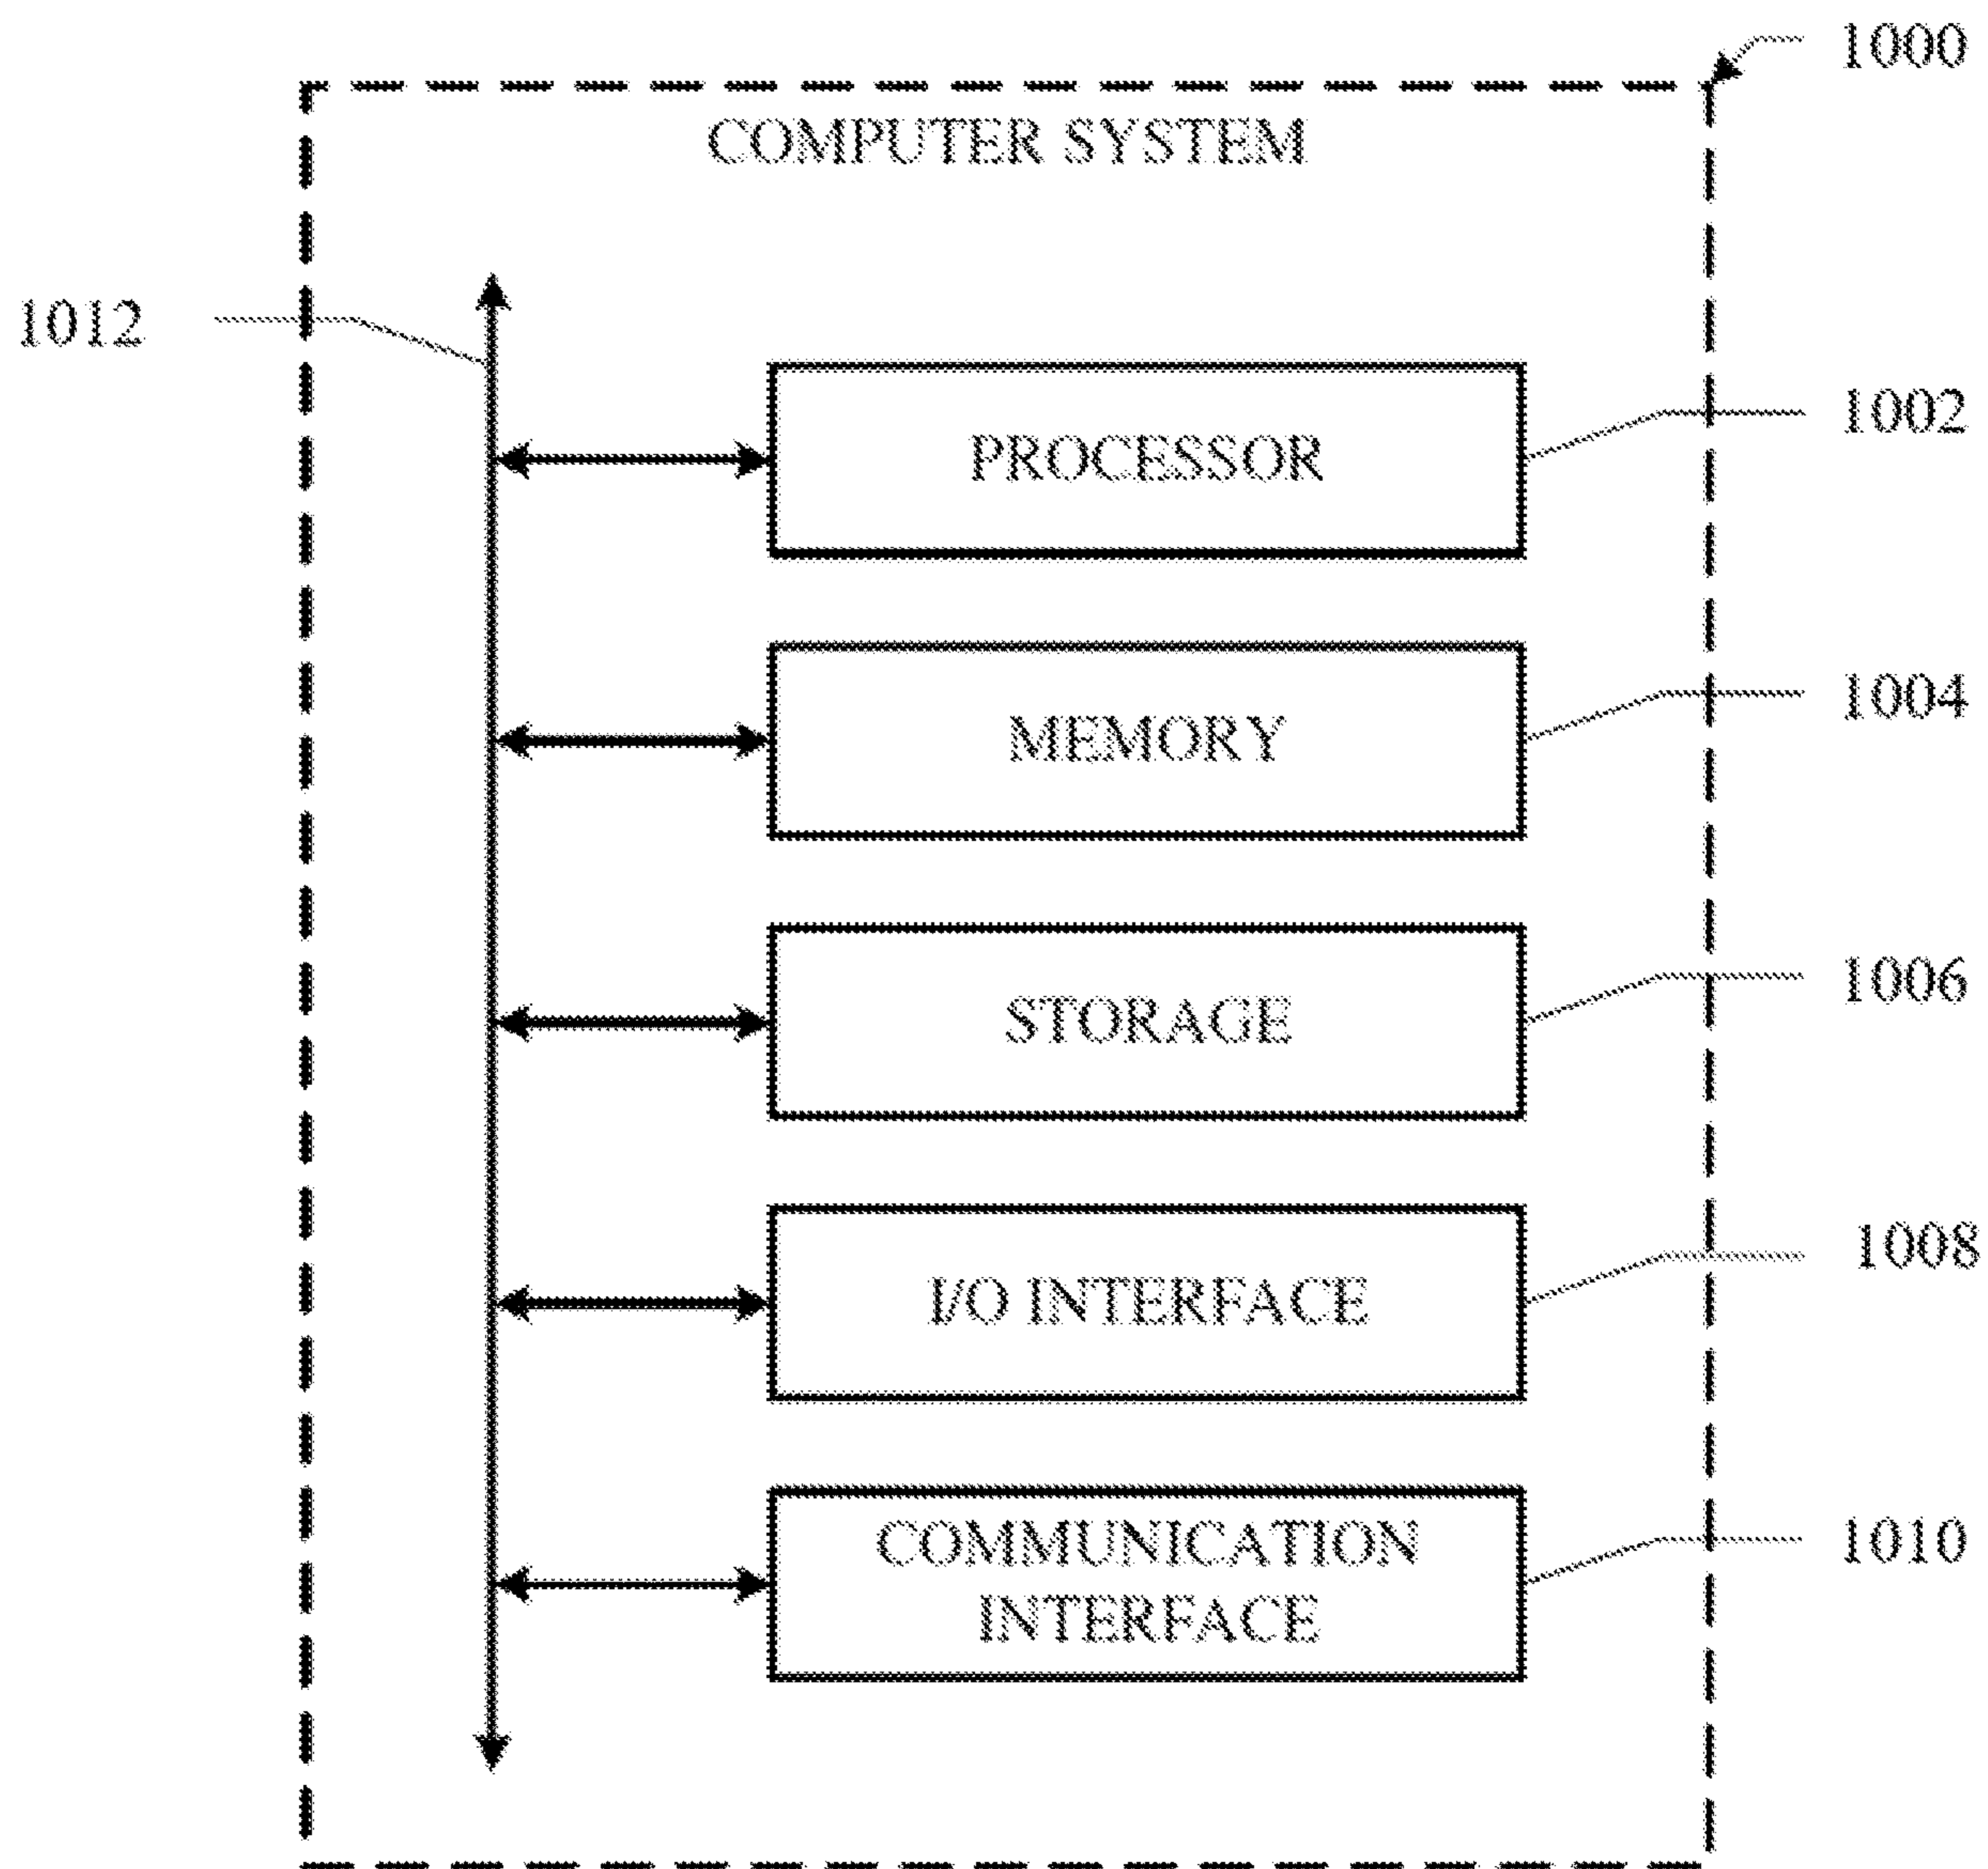 1000
COMPUTER SYSTEM
1012
1002
PROCESSOR
1004
MEMORY
1006
STORAGE
1008
I/O INTERFACE
1010
COMMUNICATION
INTERFACE